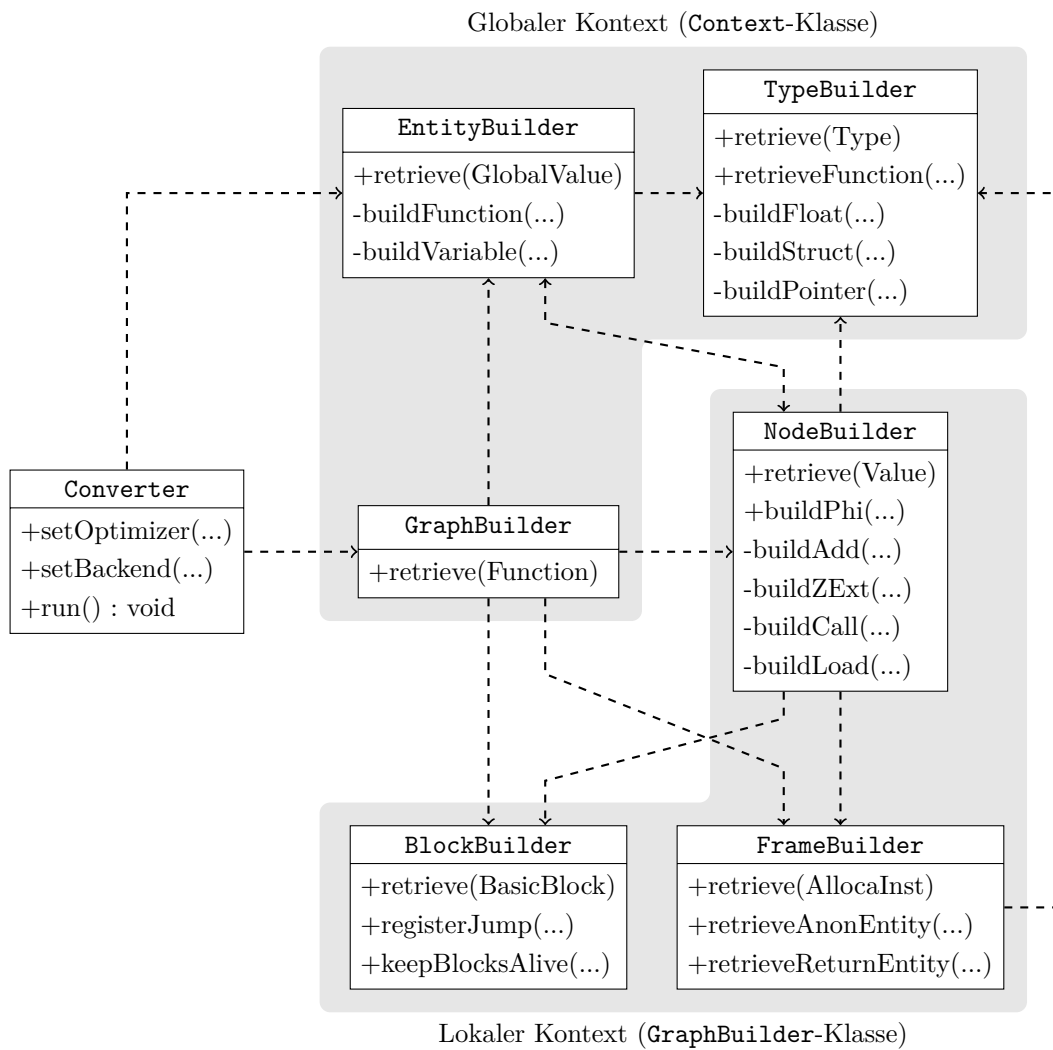 Globaler Kontext (Context-Klasse)
EntityBuilder
+retrieve(GlobalValue)
-buildFunction(...)
-buildVariable(...)
TypeBuilder
+retrieve(Type)
+retrieveFunction(...)
-buildFloat(...)
-buildStruct(...)
-buildPointer(...)
Converter
+setOptimizer(...)
+setBackend(...)
+run() : void
GraphBuilder
+retrieve(Function)
NodeBuilder
+retrieve(Value)
+buildPhi(...)
-buildAdd(...)
-buildZExt(...)
-buildCall(...)
-buildLoad(...)
BlockBuilder
+retrieve(BasicBlock)
+registerJump(...)
+keepBlocksAlive(...)
FrameBuilder
+retrieve(AllocaInst)
+retrieveAnonEntity(...)
+retrieveReturnEntity(...)
Lokaler Kontext (GraphBuilder-Klasse)